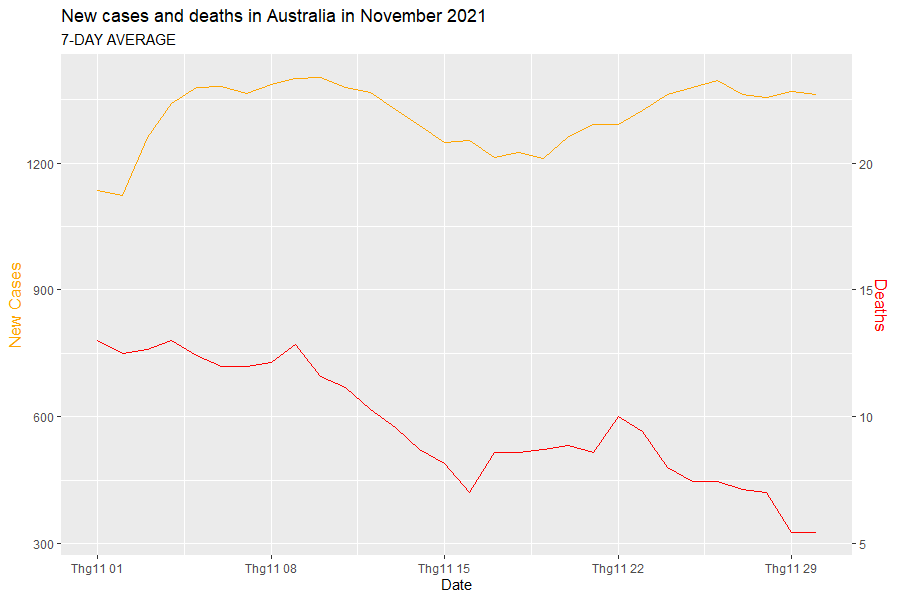 New cases and deaths in Australia in November 2021
7-DAY AVERAGE
New Cases
1200
900
600
300
20
15
10
5
Deaths
Thg11 01 Thg11 08 Thg11 15 Thg11 22 Thg11 29
Date